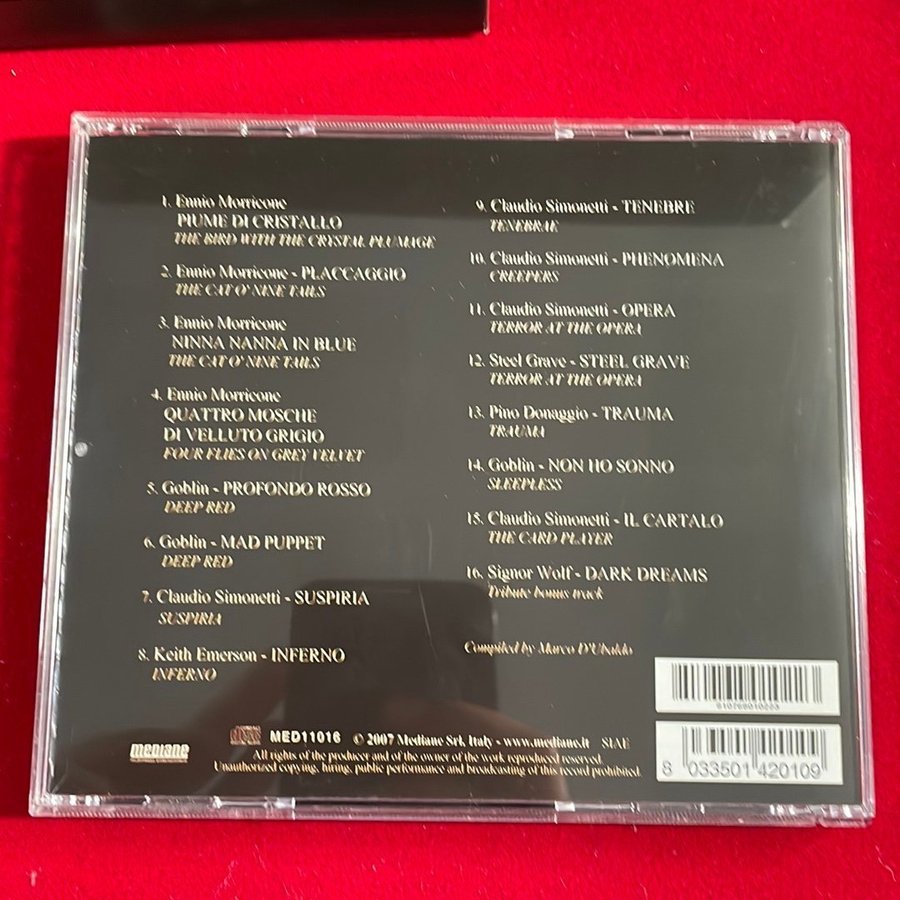 1. Ennio Morricone
PIUME DI CRISTALLO
THE BIRD WITH THE CRYSTAL PLUMAGE
2. Ennio Morricone - PLACCAGGIO
THE CAT O' NINE TAILS
3. Ennio Morricone
NINNA NANNA IN BLUE
THE CAT O' NINE TAILS
4. Ennio Morricone
QUATTRO MOSCHE
DI VELLUTO GRIGIO
FOUR FLIES ON GREY VELVET
5. Goblin - PROFONDO ROSSO
DEEP RED
6. Goblin - MAD PUPPET
DEEP RED
7. Claudio Simonetti - SUSPIRIA
SUSPIRIA
8. Keith Emerson - INFERNO
INFERNO
9. Claudio Simonetti - TENEBRE
TENEBRAE
10. Claudio Simonetti - PHENOMENA
CREEPERS
11. Claudio Simonetti - OPERA
TERROR AT THE OPERA
12. Steel Grave - STEEL GRAVE
TERROR AT THE OPERA
13. Pino Donaggio - TRAUMA
TRAUMA
14. Goblin - NON HO SONNO
SLEEPLESS
15. Claudio Simonetti - IL CARTALO
THE CARD PLAYER
16. Signor Wolf - DARK DREAMS
Tribute bonus track
Compiled by Marco D'Ubaldo
mediane
MED11016 © 2007 Mediane Srl, Italy - www.mediane.it SIAE
All rights of the producer and of the owner of the work reproduced reserved.
Unauthorized copying, hiring, public performance and broadcasting of this record prohibited.
8 033501 420109